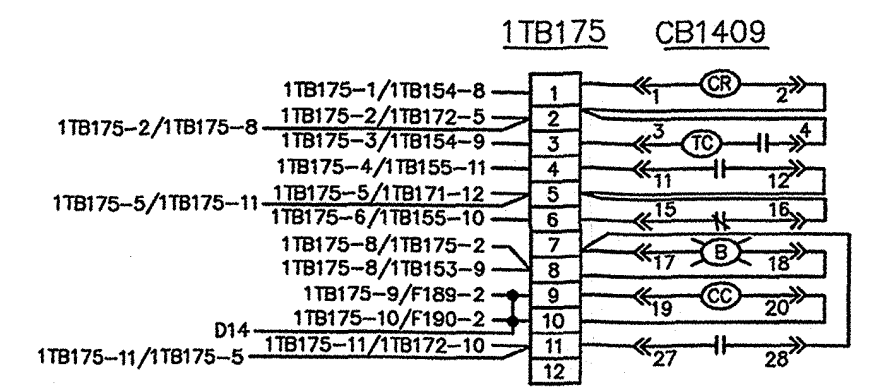 1TB175 CB1409
1TB175-1/1TB154-8 1 1 CR 2
1TB175-2/1TB172-5 2
1TB175-2/1TB175-8
1TB175-3/1TB154-9 3 3 TC 4
1TB175-4/1TB155-11 4 11 12
1TB175-5/1TB175-11 1TB175-5/1TB171-12 5
1TB175-6/1TB155-10 6 15 16
1TB175-8/1TB175-2 7
17 B 18
1TB175-8/1TB153-9 8
1TB175-9/F189-2 9 19 CC 20
1TB175-10/F190-2 10
D14
1TB175-11/1TB172-10 11 27 28
1TB175-11/1TB175-5
12